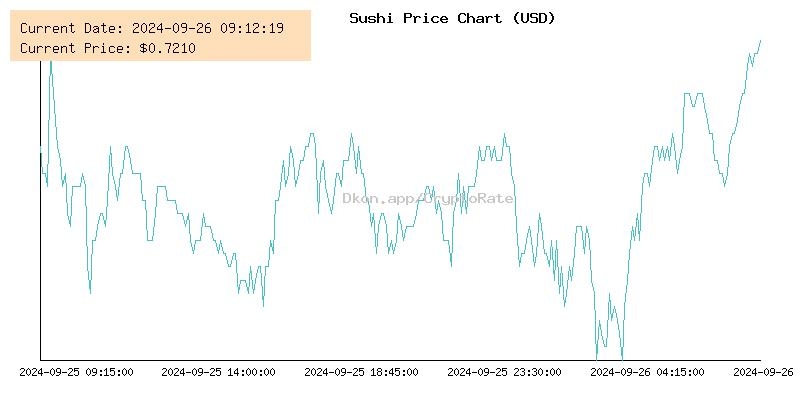 Sushi Price Chart (USD)
Current Date: 2024-09-26 09:12:19
Current Price: $0.7210
Dkon.app/CryptoRate
2024-09-25 09:15:00 2024-09-25 14:00:00 2024-09-25 18:45:00 2024-09-25 23:30:00 2024-09-26 04:15:00 2024-09-26